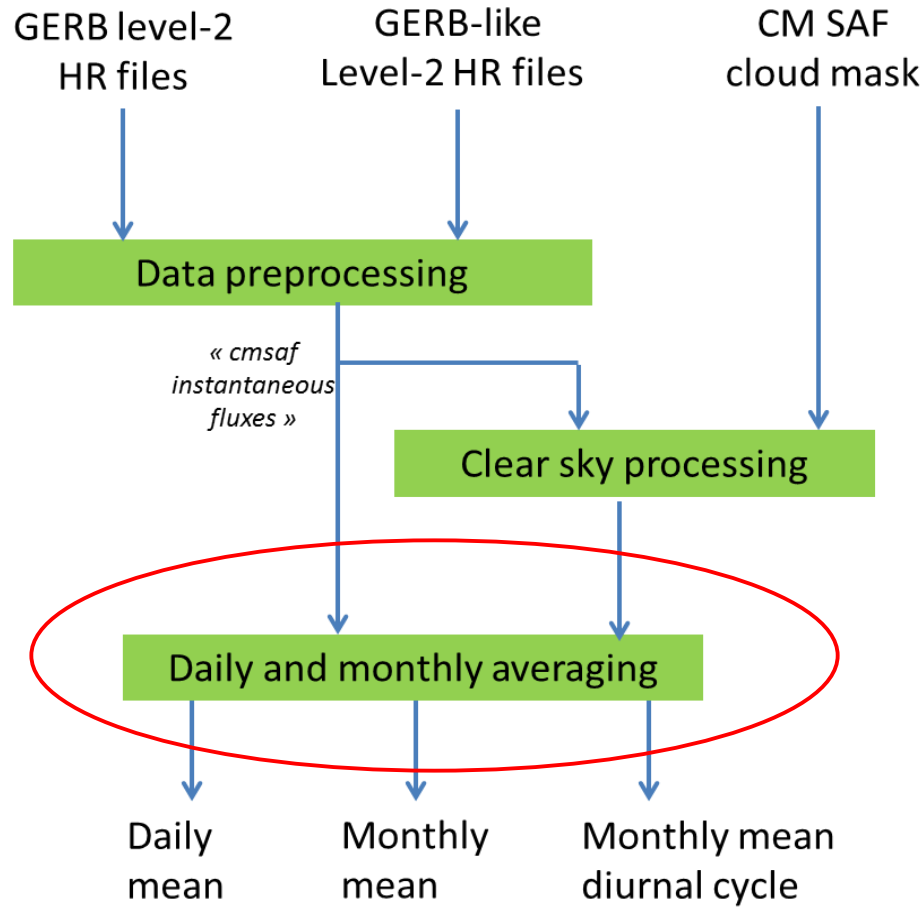 GERB level-2
HR files
GERB-like
Level-2 HR files
CM SAF
cloud mask
Data preprocessing
« cmsaf
instantaneous
fluxes »
Clear sky processing
Daily and monthly averaging
Daily
mean
Monthly
mean
Monthly mean
diurnal cycle